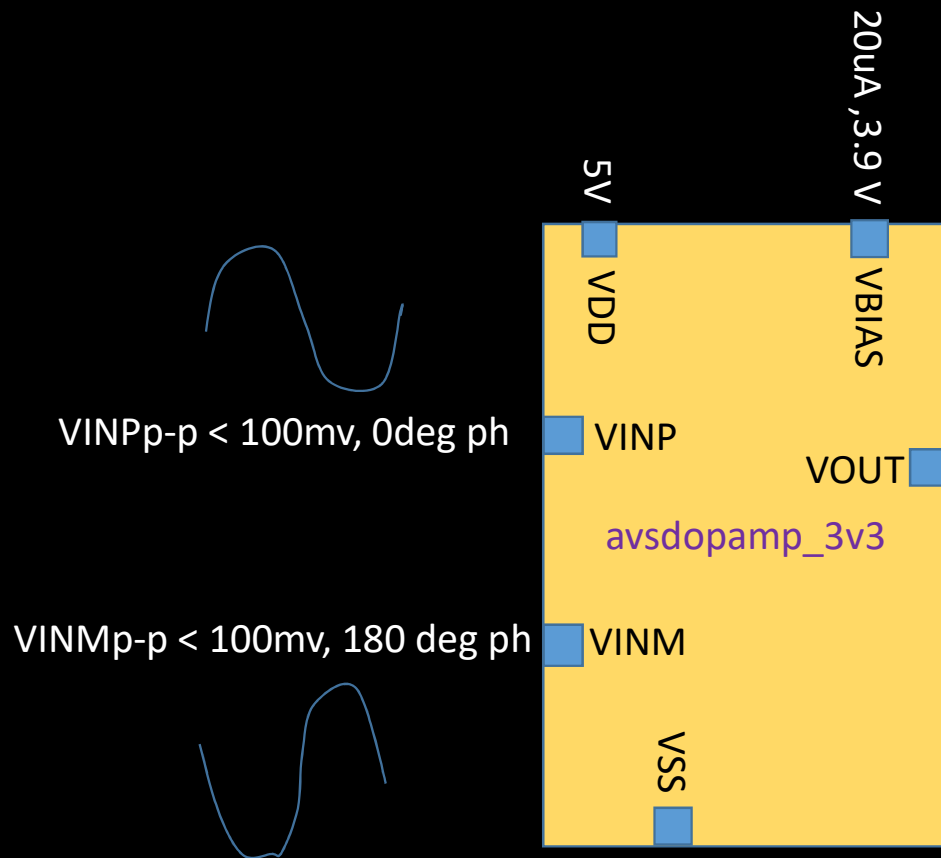 20uA ,3.9 V
5V
VDD
VBIAS
VINPp-p < 100mv, 0deg ph
VINP
VOUT
avsdopamp_3v3
VINMp-p < 100mv, 180 deg ph
VINM
VSS